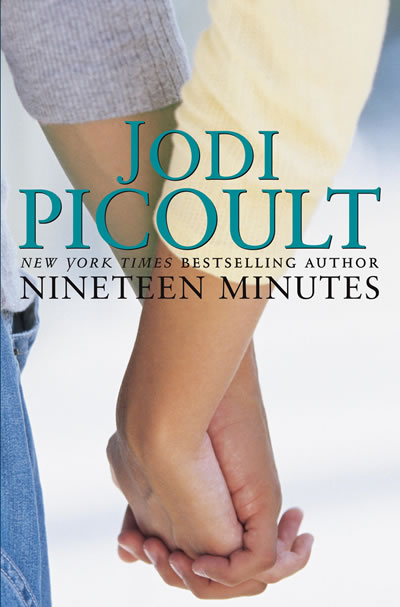 JODI
PICOULT
NEW YORK TIMES BESTSELLING AUTHOR
NINETEEN MINUTES